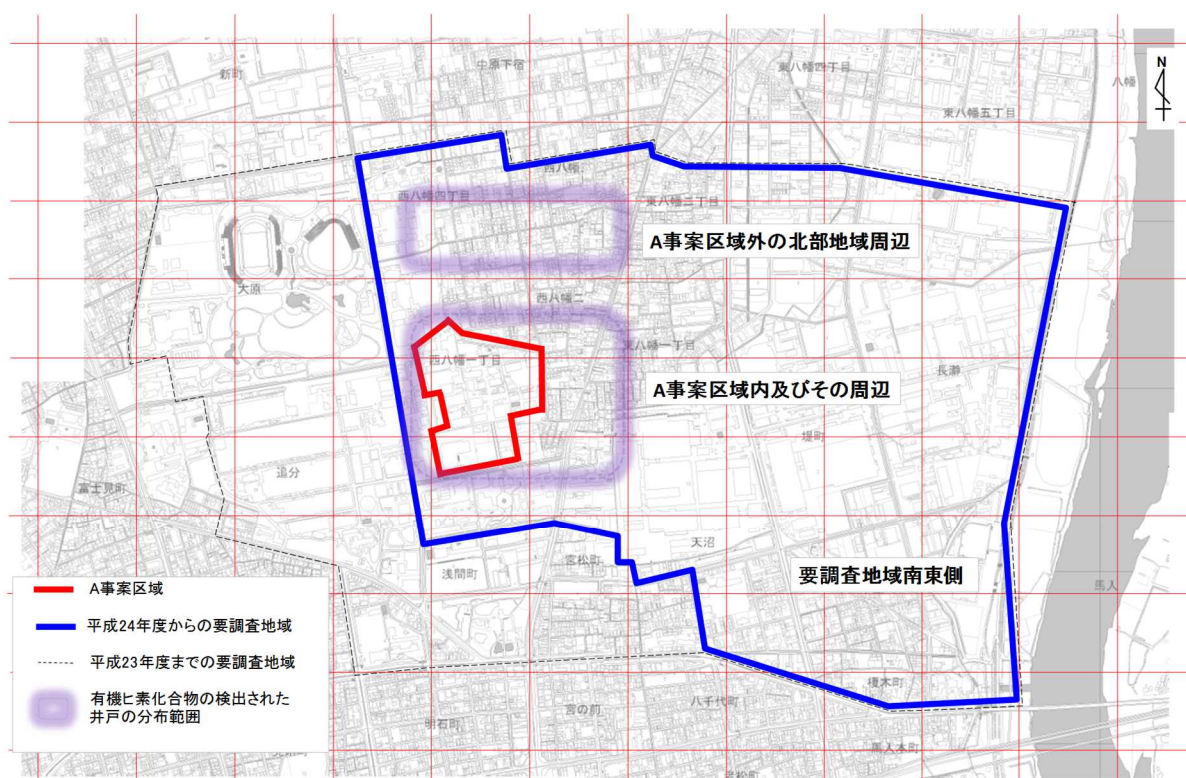 中原下宿
東八幡四丁目
新町
N
八幡
東八幡五丁目
西八幡
西八幡四丁目
東八幡二丁目
A事案区域外の北部地域周辺
大原
西八幡二
東八幡一丁目
西八幡一丁目
長瀞
A事案区域内及びその周辺
堤町
追分
富士見町
天沼
宮松町
浅間町
要調査地域南東側
馬入
A事案区域
平成24年度からの要調査地域
平成23年度までの要調査地域
有機ヒ素化合物の検出された
井戸の分布範囲
榎木町
八千代町
宮の前
明石町
馬入本町
老松町